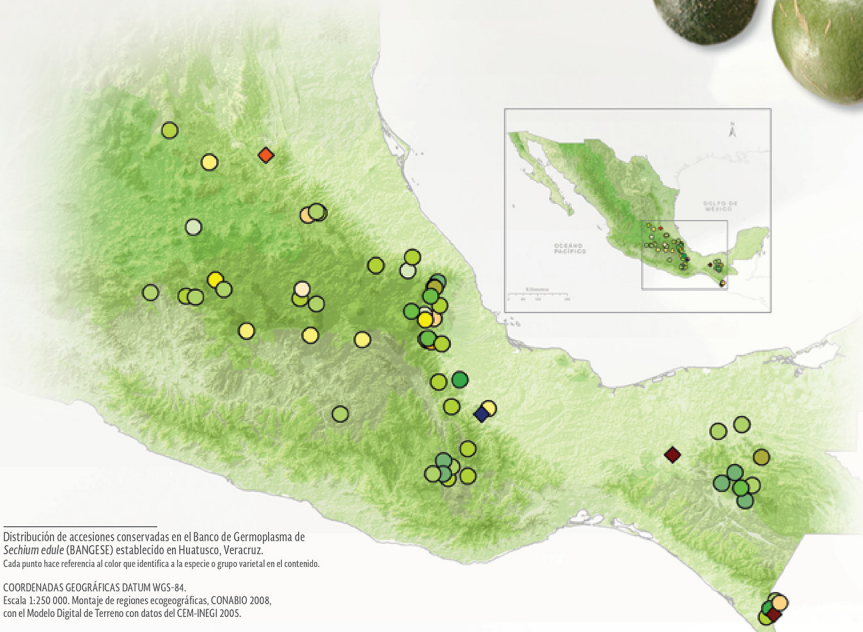 N
GOLFO DE
MÉXICO
OCÉANO
PACÍFICO
Kilómetros
Distribución de accesiones conservadas en el Banco de Germoplasma de
Sechium edule (BANGESE) establecido en Huatusco, Veracruz.
Cada punto hace referencia al color que identifica a la especie o grupo varietal en el contenido.
COORDENADAS GEOGRÁFICAS DATUM WGS-84.
Escala 1:250 000. Montaje de regiones ecogeográficas, CONABIO 2008,
con el Modelo Digital de Terreno con datos del CEM-INEGI 2005.